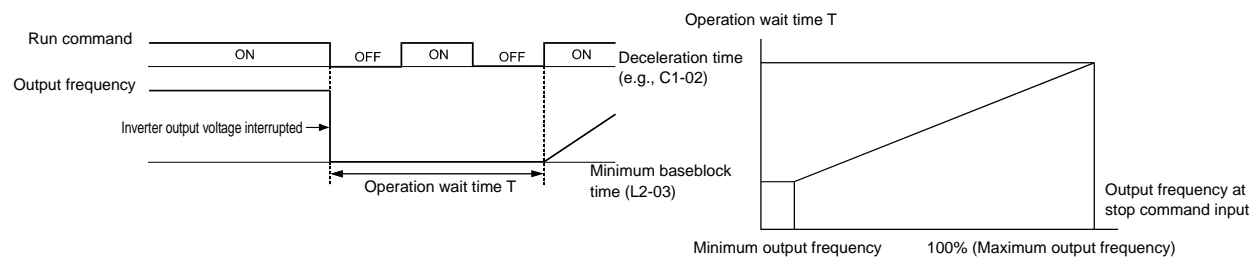 Run command
ON
OFF
ON
OFF
ON
Output frequency
Inverter output voltage interrupted
Operation wait time T
Operation wait time T
Deceleration time
(e.g., C1-02)
Minimum baseblock
time (L2-03)
Output frequency at
stop command input
Minimum output frequency
100% (Maximum output frequency)